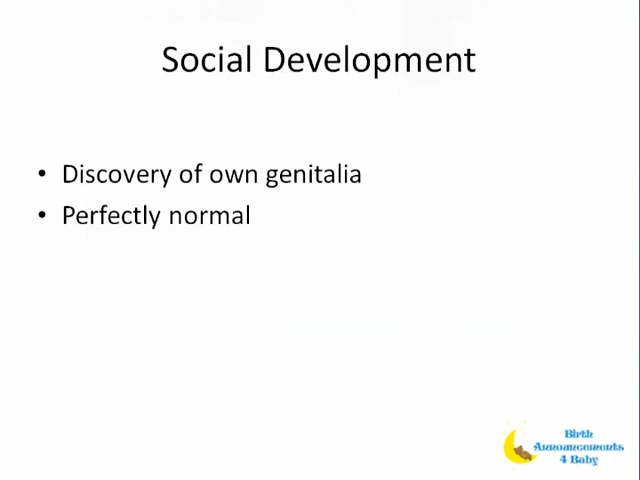 Social Development
• Discovery of own genitalia
• Perfectly normal
Birth
Announcements
4 Baby